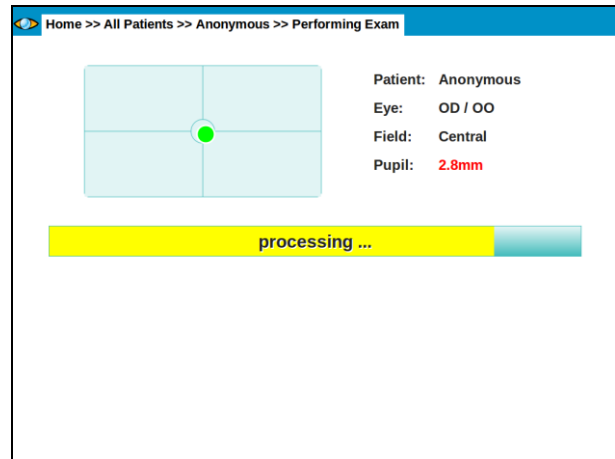 Home >> All Patients >> Anonymous >> Performing Exam
Patient: Anonymous
Eye: OD / OO
Field: Central
Pupil: 2.8mm
processing ...